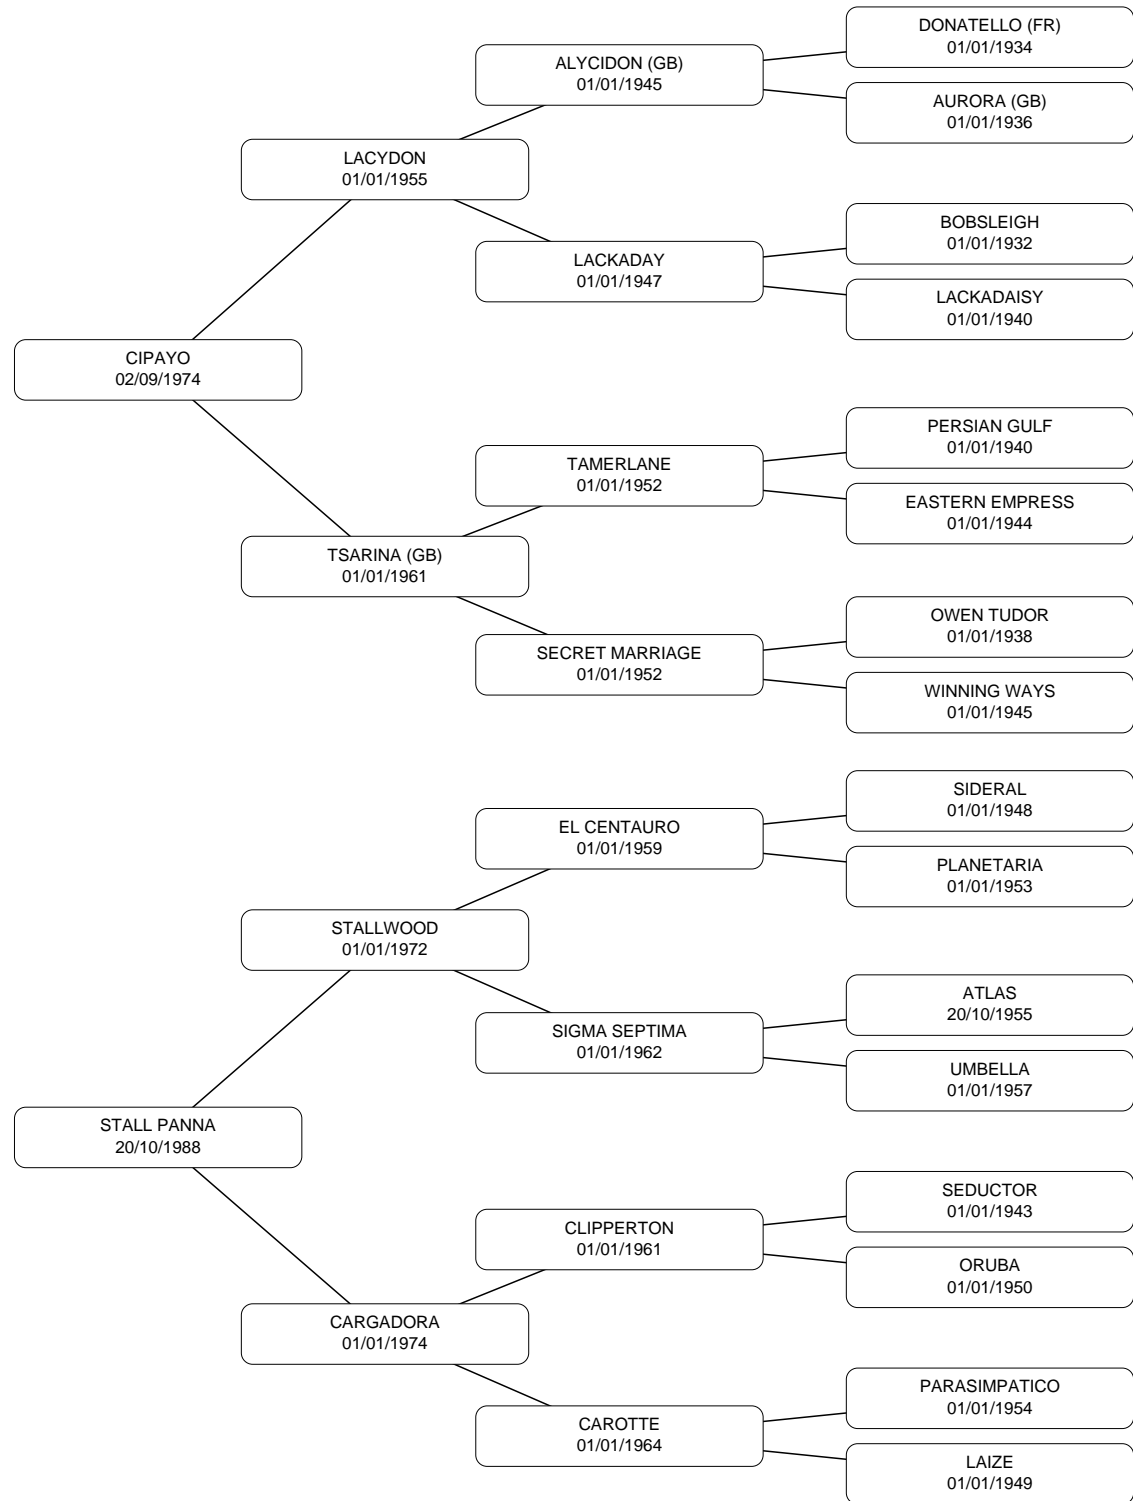 DONATELLO (FR)
01/01/1934
ALYCIDON (GB)
01/01/1945
AURORA (GB)
01/01/1936
LACYDON
01/01/1955
BOBSLEIGH
01/01/1932
LACKADAY
01/01/1947
LACKADAISY
01/01/1940
CIPAYO
02/09/1974
PERSIAN GULF
01/01/1940
TAMERLANE
01/01/1952
EASTERN EMPRESS
01/01/1944
TSARINA (GB)
01/01/1961
OWEN TUDOR
01/01/1938
SECRET MARRIAGE
01/01/1952
WINNING WAYS
01/01/1945
SIDERAL
01/01/1948
EL CENTAURO
01/01/1959
PLANETARIA
01/01/1953
STALLWOOD
01/01/1972
ATLAS
20/10/1955
SIGMA SEPTIMA
01/01/1962
UMBELLA
01/01/1957
STALL PANNA
20/10/1988
SEDUCTOR
01/01/1943
CLIPPERTON
01/01/1961
ORUBA
01/01/1950
CARGADORA
01/01/1974
PARASIMPATICO
01/01/1954
CAROTTE
01/01/1964
LAIZE
01/01/1949